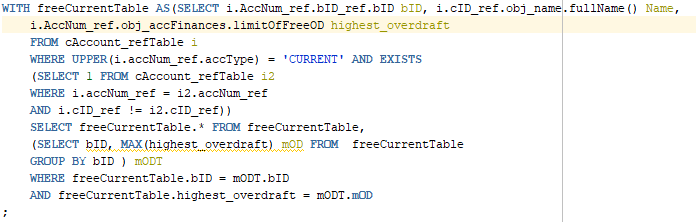 WITH freeCurrentTable AS(SELECT i.AccNum_ref.bID_ref.bID bID, i.cID_ref.obj_name.fullName() Name,
i.AccNum_ref.obj_accFinances.limitOfFreeOD highest_overdraft
FROM cAccount_refTable i
WHERE UPPER(i.accNum_ref.accType) = 'CURRENT' AND EXISTS
(SELECT 1 FROM cAccount_refTable i2
WHERE i.accNum_ref = i2.accNum_ref
AND i.cID_ref != i2.cID_ref))
SELECT freeCurrentTable.* FROM freeCurrentTable,
(SELECT bID, MAX(highest_overdraft) mOD FROM  freeCurrentTable
GROUP BY bID ) mODT
WHERE freeCurrentTable.bID = mODT.bID
AND freeCurrentTable.highest_overdraft = mODT.mOD
;